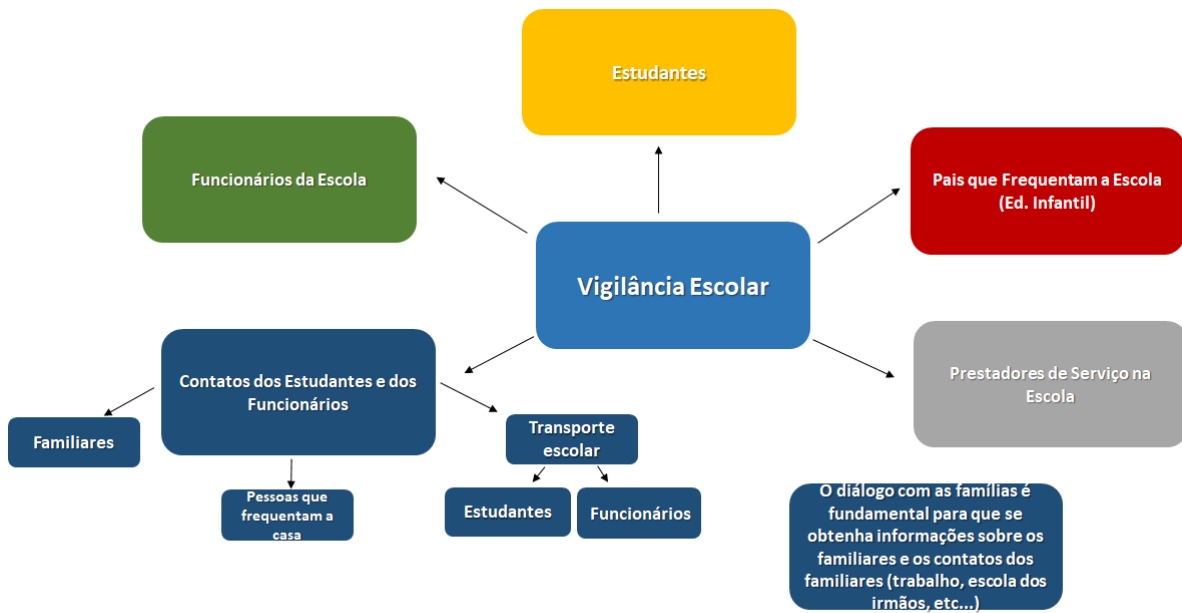 Estudantes
Funcionários da Escola
Pais que Frequentam a Escola
(Ed. Infantil)
Vigilância Escolar
Contatos dos Estudantes e dos
Funcionários
Prestadores de Serviço na
Escola
Familiares
Transporte
escolar
Pessoas que
frequentam a
casa
Estudantes
Funcionários
O diálogo com as famílias é
fundamental para que se
obtenha informações sobre os
familiares e os contatos dos
familiares (trabalho, escola dos
irmãos, etc...)